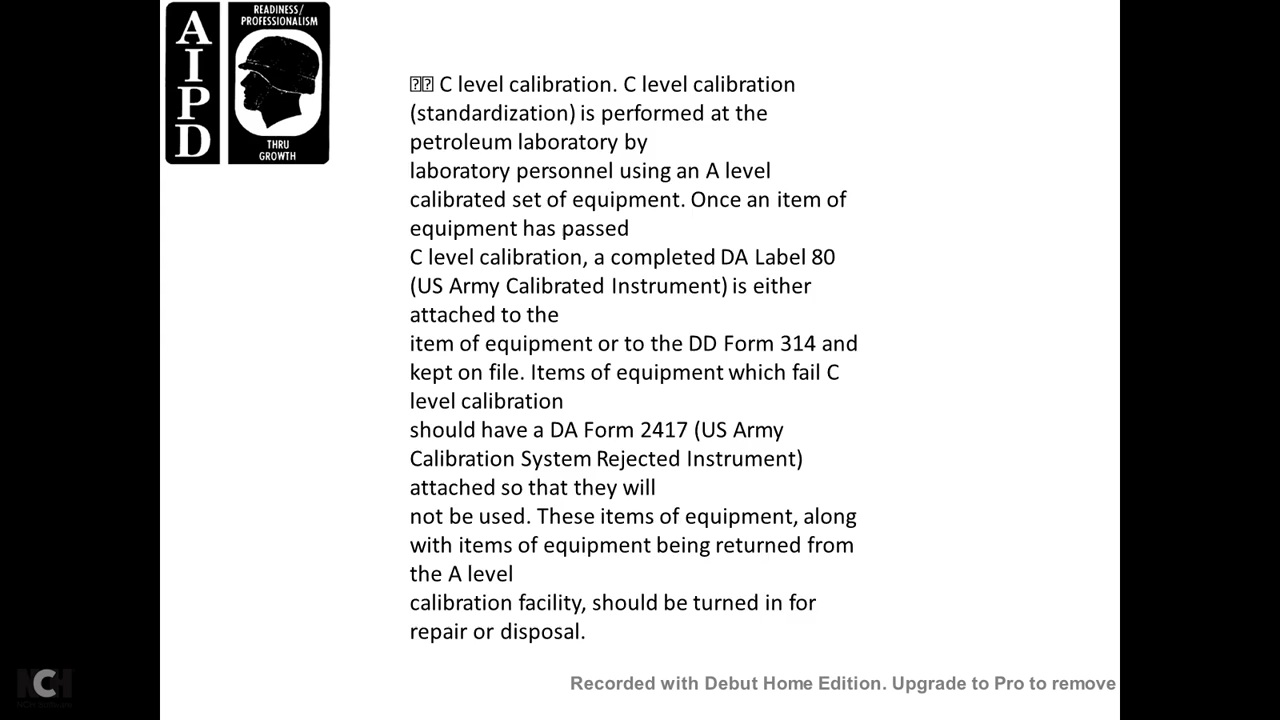 AIPD
READINESS/
PROFESSIONALISM
THRU
GROWTH
C level calibration. C level calibration
(standardization) is performed at the
petroleum laboratory by
laboratory personnel using an A level
calibrated set of equipment. Once an item of
equipment has passed
C level calibration, a completed DA Label 80
(US Army Calibrated Instrument) is either
attached to the
item of equipment or to the DD Form 314 and
kept on file. Items of equipment which fail C
level calibration
should have a DA Form 2417 (US Army
Calibration System Rejected Instrument)
attached so that they will
not be used. These items of equipment, along
with items of equipment being returned from
the A level
calibration facility, should be turned in for
repair or disposal.
NCH
Recorded with Debut Home Edition. Upgrade to Pro to remove